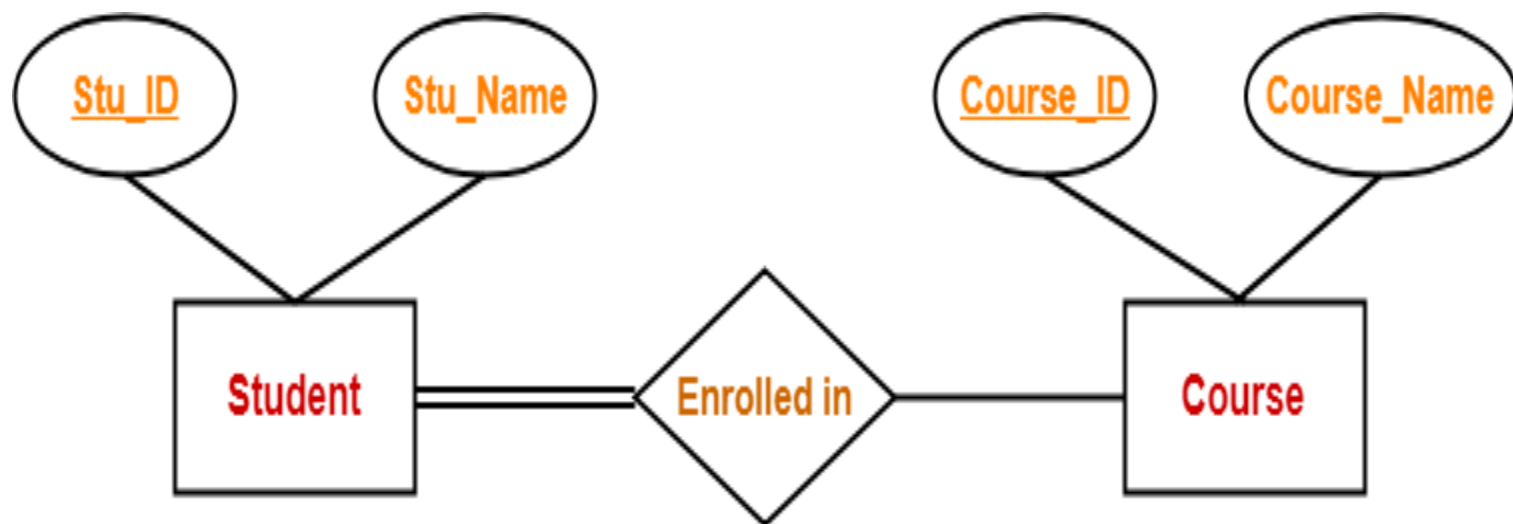 Stu_ID
Stu_Name
Course_ID
Course_Name
Student
Enrolled in
Course